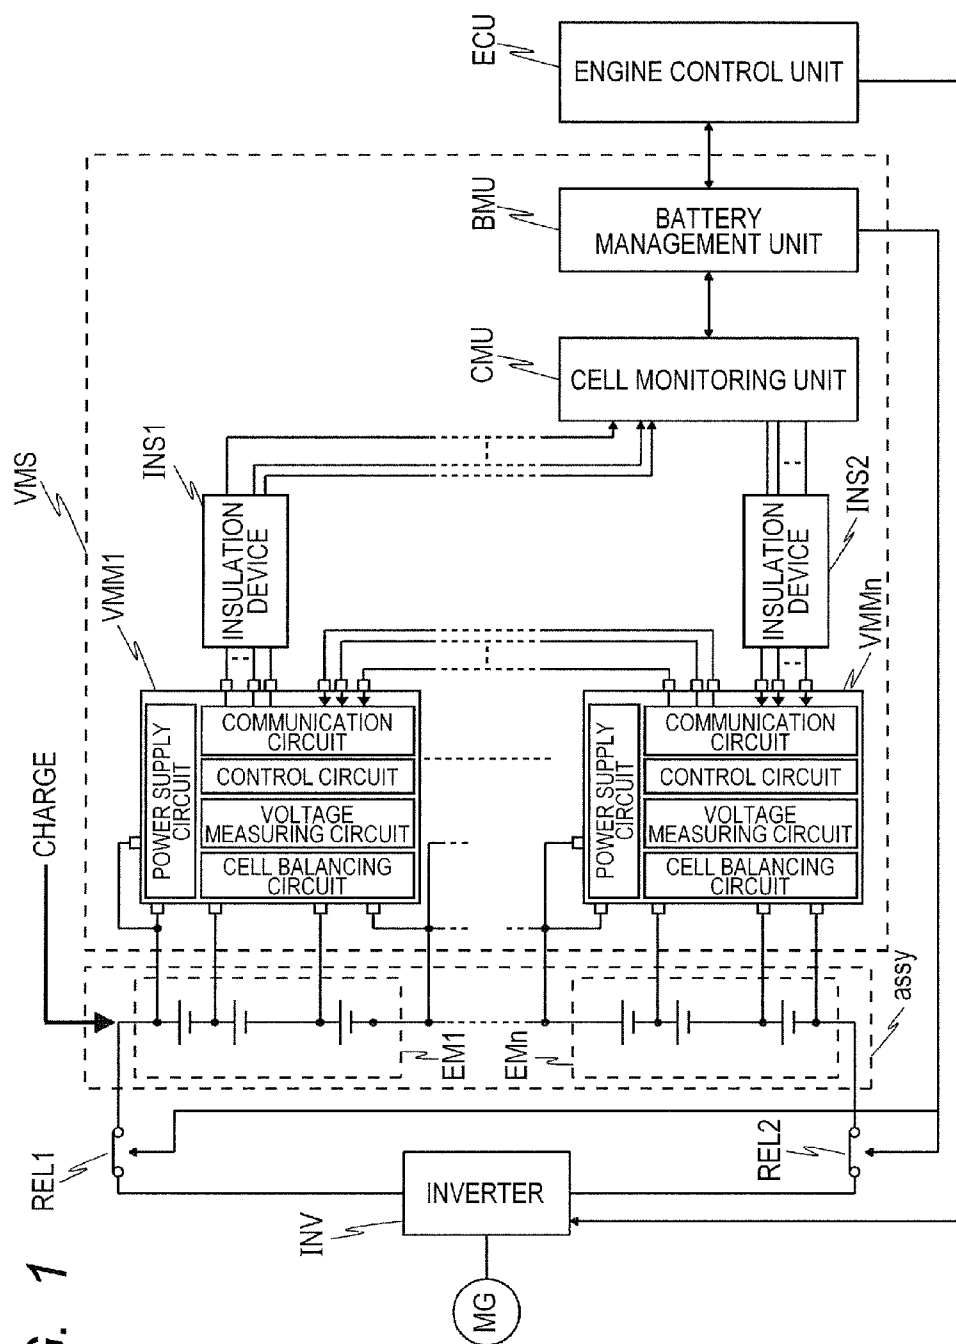 G. 1
CHARGE
VMS
VMM1
INS1
CMU
BMU
ECU
ENGINE CONTROL UNIT
BATTERY
MANAGEMENT UNIT
CELL MONITORING UNIT
INSULATION
DEVICE
INSULATION
DEVICE
INS2
VMMn
POWER SUPPLY
CIRCUIT
COMMUNICATION
CIRCUIT
CONTROL CIRCUIT
VOLTAGE
MEASURING CIRCUIT
CELL BALANCING
CIRCUIT
POWER SUPPLY
CIRCUIT
COMMUNICATION
CIRCUIT
CONTROL CIRCUIT
VOLTAGE
MEASURING CIRCUIT
CELL BALANCING
CIRCUIT
EM1
EMn
assy
REL1
REL2
INVERTER
INV
MG